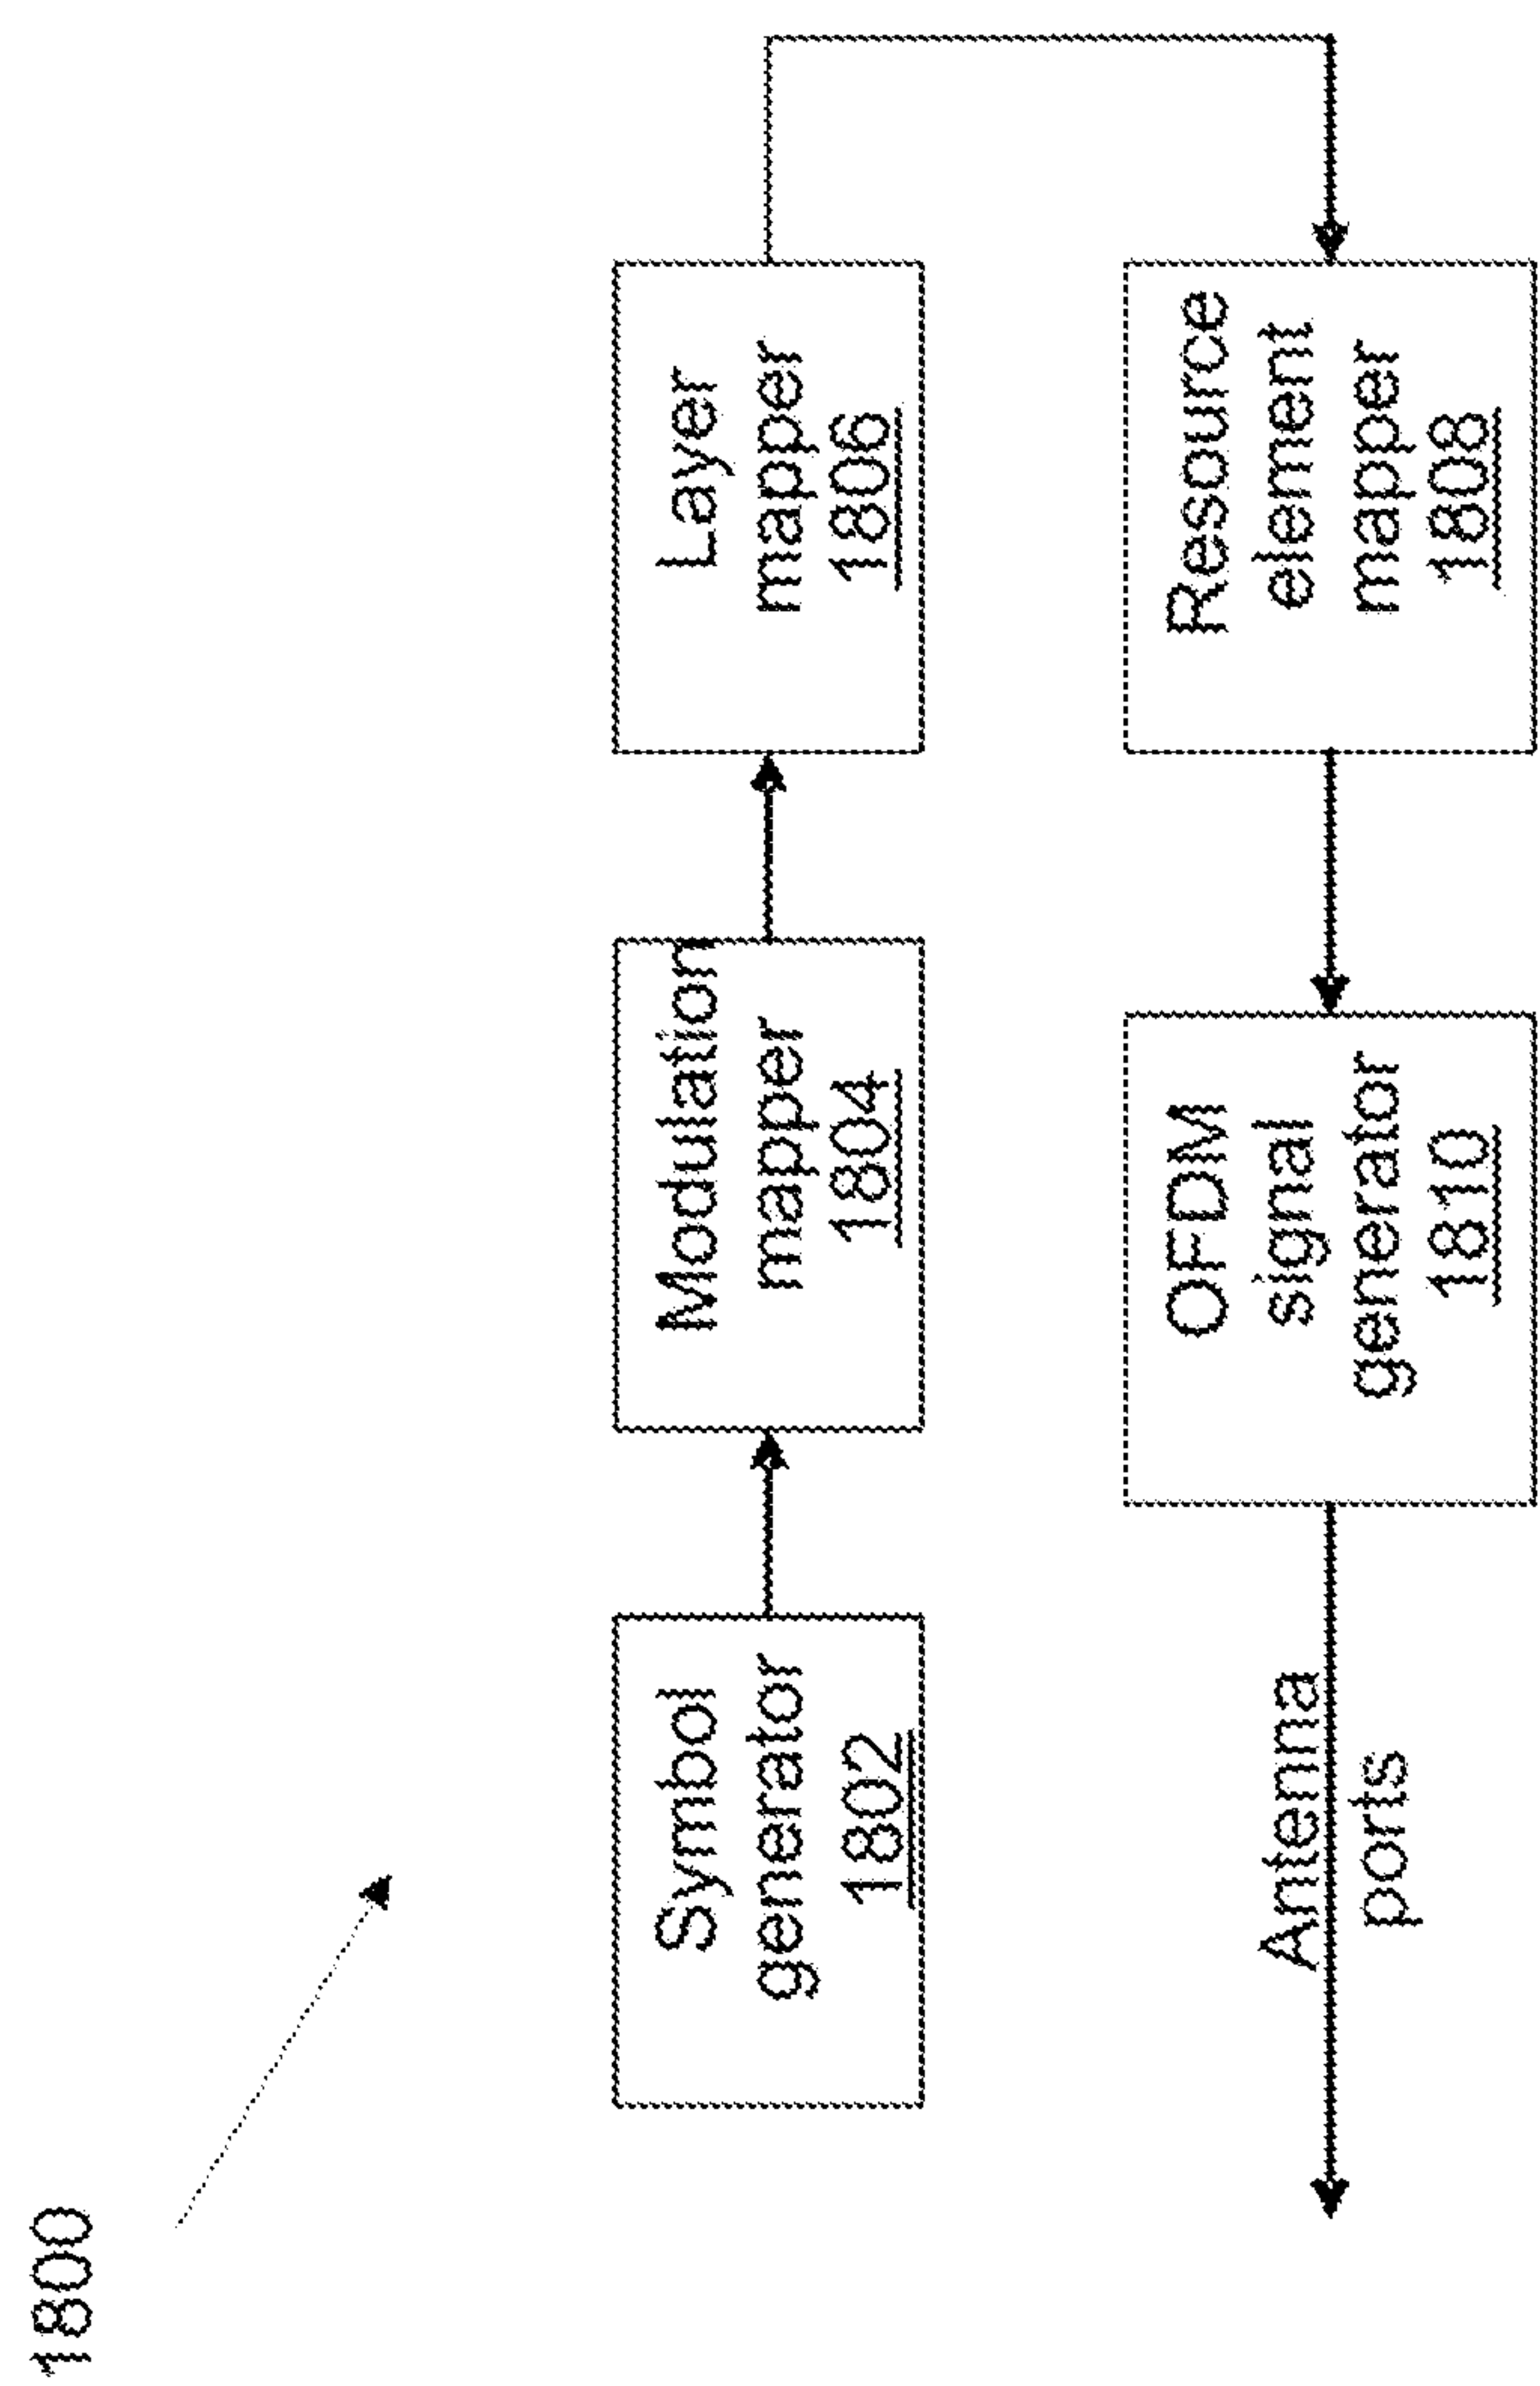 1800
Symbol
generator
1802
Modulation
mapper
1804
Layer
mapper
1806
Resource
element
mapper
1808
OFDM
signal
generator
1810
Antenna
ports